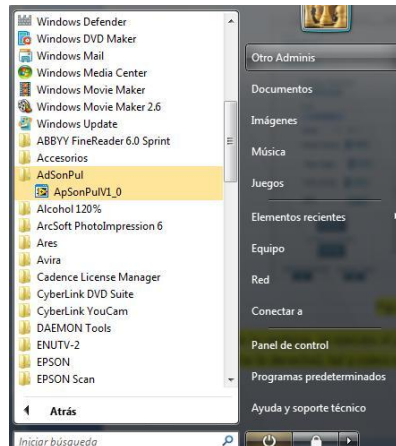 Windows Defender
Windows DVD Maker
Windows Mail
Windows Media Center
Windows Movie Maker
Windows Movie Maker 2.6
Windows Update
ABBYY FineReader 6.0 Sprint
Accesorios
AdSonPul
ApSonPulV1_0
Alcohol 120%
ArcSoft PhotoImpression 6
Ares
Avira
Cadence License Manager
CyberLink DVD Suite
CyberLink YouCam
DAEMON Tools
ENUTV-2
EPSON
EPSON Scan
Atrás
Iniciar búsqueda
Otro Adminis
Documentos
Imágenes
Música
Juegos
Elementos recientes
Equipo
Red
Conectar a
Panel de control
Programas predeterminados
Ayuda y soporte técnico